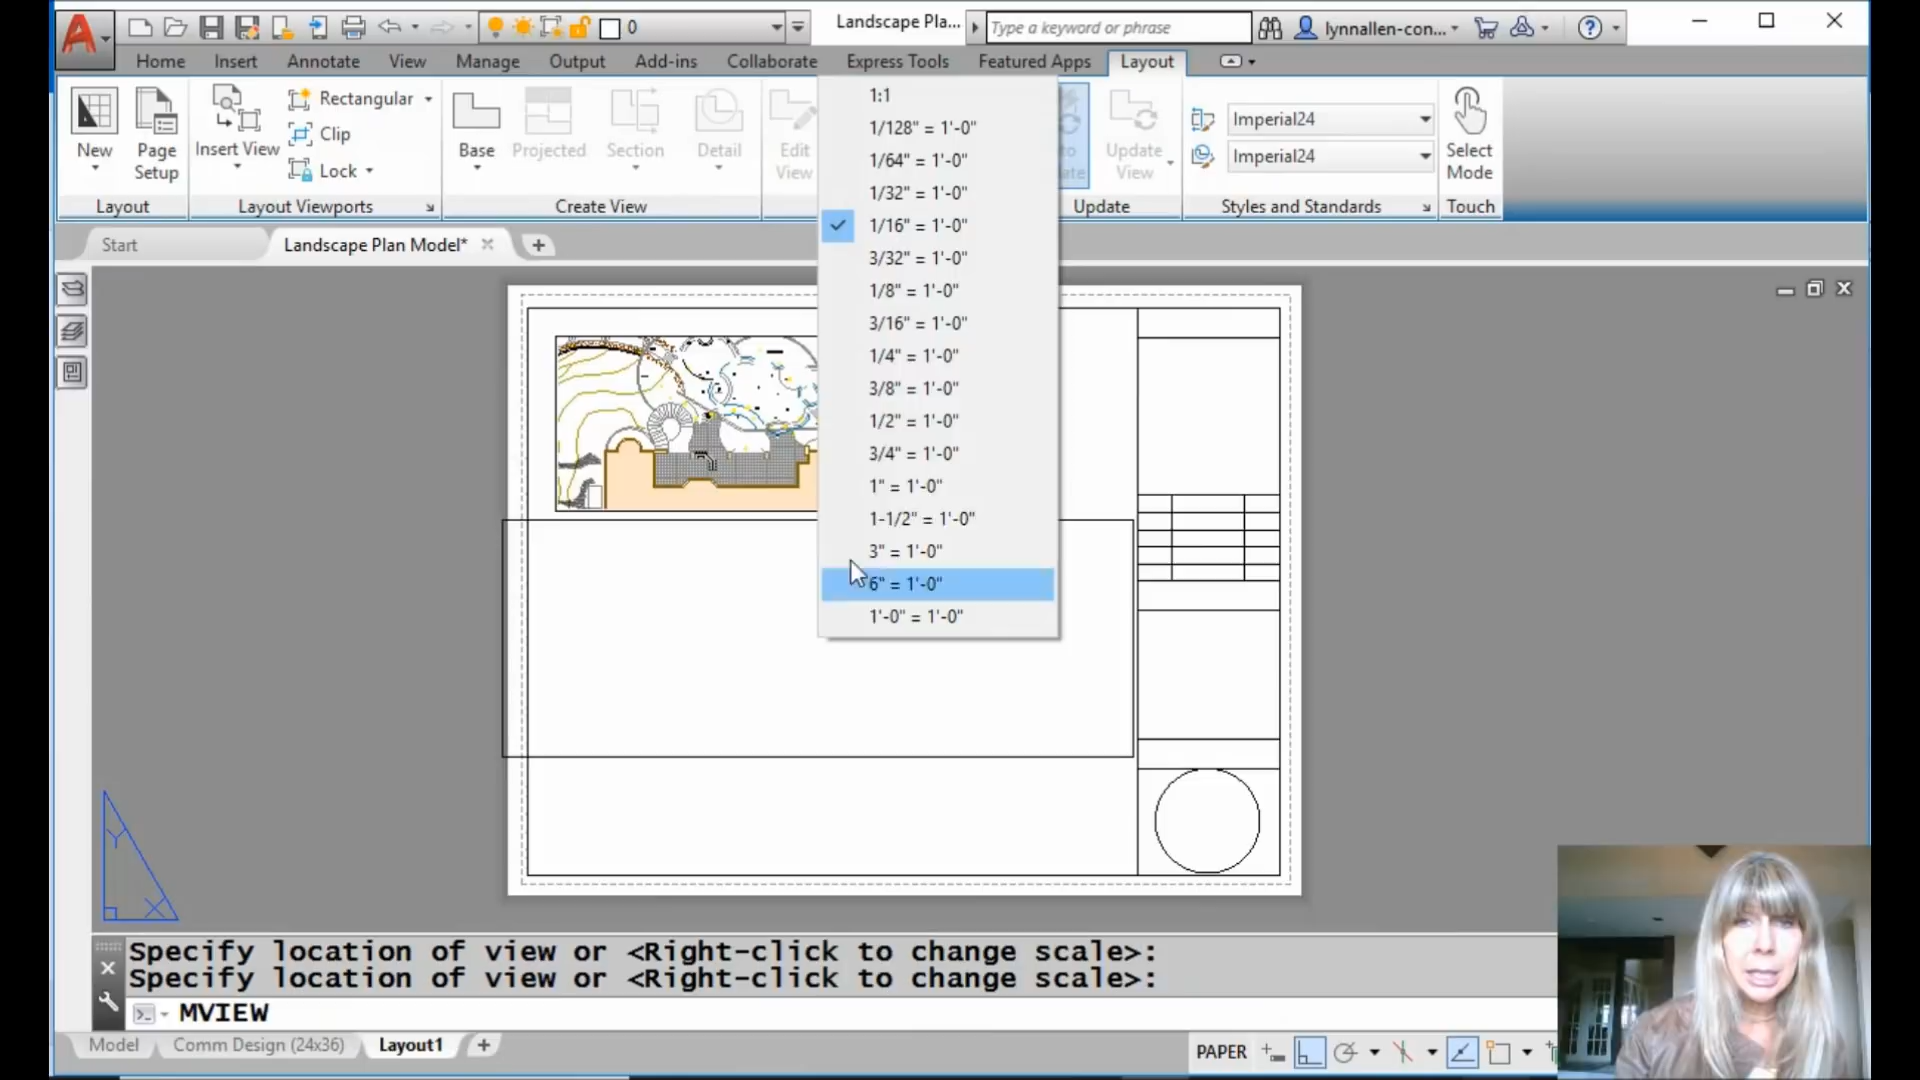 0
Landscape Pla...
Type a keyword or phrase
lynnallen-con...
Home
Insert
Annotate
View
Manage
Output
Add-ins
Collaborate
Express Tools
Featured Apps
Layout
New
Page
Setup
Insert View
Rectangular
Clip
Lock
Base
Projected
Section
Detail
Edit
View
Update
View
Imperial24
Imperial24
Select
Mode
Layout
Layout Viewports
Create View
Update
Styles and Standards
Touch
Start
Landscape Plan Model*
1:1
1/128" = 1'-0"
1/64" = 1'-0"
1/32" = 1'-0"
1/16" = 1'-0"
3/32" = 1'-0"
1/8" = 1'-0"
3/16" = 1'-0"
1/4" = 1'-0"
3/8" = 1'-0"
1/2" = 1'-0"
3/4" = 1'-0"
1" = 1'-0"
1-1/2" = 1'-0"
3" = 1'-0"
6" = 1'-0"
1'-0" = 1'-0"
Y
X
Specify location of view or <Right-click to change scale>:
Specify location of view or <Right-click to change scale>:
MVIEW
Model
Comm Design (24x36)
Layout1
PAPER